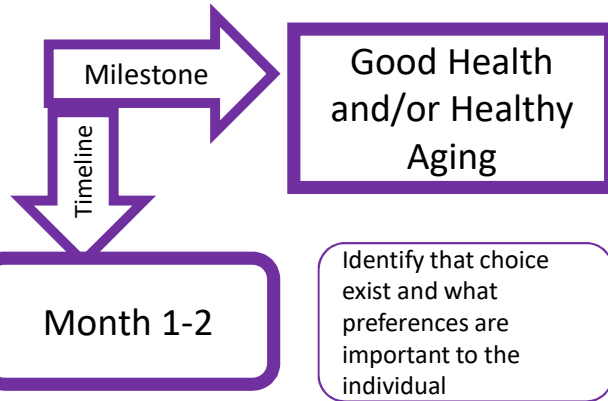 Milestone
Good Health
and/or Healthy
Aging
Timeline
Month 1-2
Identify that choice
exist and what
preferences are
important to the
individual